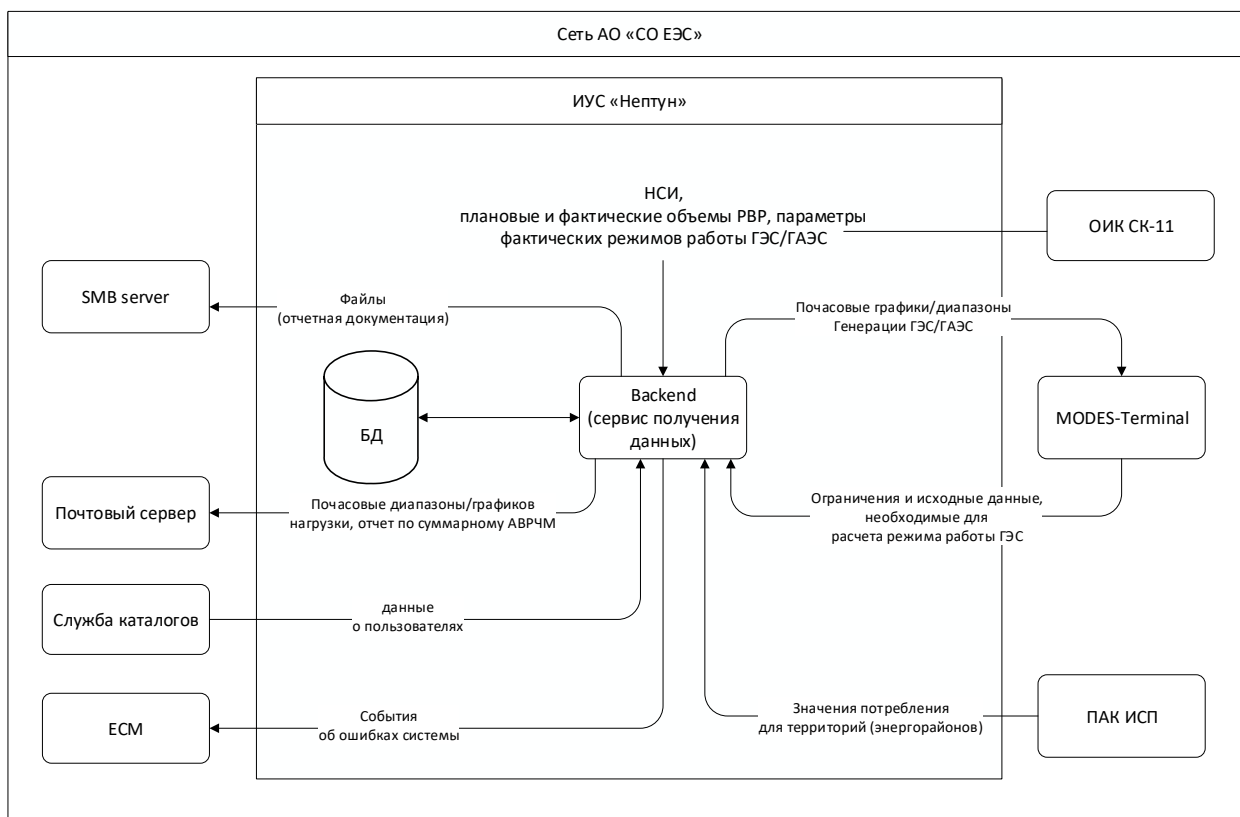 Сеть АО «СО ЕЭС»
ИУС «Нептун»
НСИ,
плановые и фактические объемы РВР, параметры
фактических режимов работы ГЭС/ГАЭС
ОИК СК-11
SMB server
Файлы
(отчетная документация)
Почасовые графики/диапазоны
Генерации ГЭС/ГАЭС
БД
Backend
(сервис получения
данных)
MODES-Terminal
Почтовый сервер
Почасовые диапазоны/графиков
нагрузки, отчет по суммарному АВРЧМ
Ограничения и исходные данные,
необходимые для
расчета режима работы ГЭС
Служба каталогов
данные
о пользователях
ЕСМ
События
об ошибках системы
Значения потребления
для территорий (энергорайонов)
ПАК ИСП